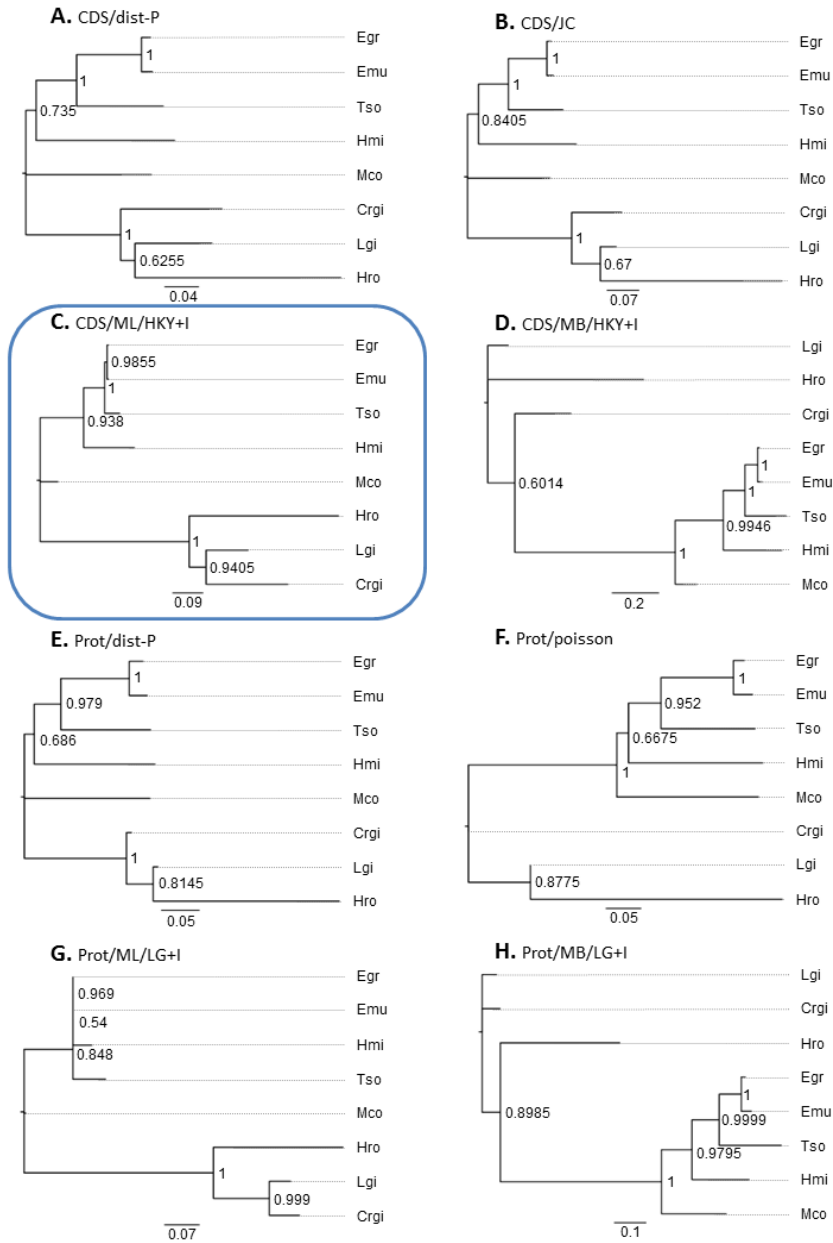 A. CDS/dist-P
Egr
1
Emu
1
Tso
0.735
Hmi
Mco
Crgi
1
Lgi
0.6255
Hro
0.04
B. CDS/JC
Egr
1
Emu
1
Tso
0.8405
Hmi
Mco
Crgi
1
Lgi
0.67
Hro
0.07
C. CDS/ML/HKY+I
Egr
0.9855
Emu
1
Tso
0.938
Hmi
Mco
Hro
1
Lgi
0.9405
Crgi
0.09
D. CDS/MB/HKY+I
Lgi
Hro
Crgi
Egr
1
0.6014
Emu
1
Tso
0.9946
Hmi
1
Mco
0.2
E. Prot/dist-P
Egr
1
Emu
0.979
Tso
0.686
Hmi
Mco
Crgi
1
Lgi
0.8145
Hro
0.05
F. Prot/poisson
Egr
1
Emu
0.952
Tso
0.6675
Hmi
1
Mco
Crgi
Lgi
0.8775
Hro
0.05
G. Prot/ML/LG+I
Egr
0.969
Emu
0.54
Hmi
0.848
Tso
Mco
Hro
1
Lgi
0.999
Crgi
0.07
H. Prot/MB/LG+I
Lgi
Crgi
Hro
Egr
1
Emu
0.8985
0.9999
Tso
0.9795
Hmi
1
Mco
0.1